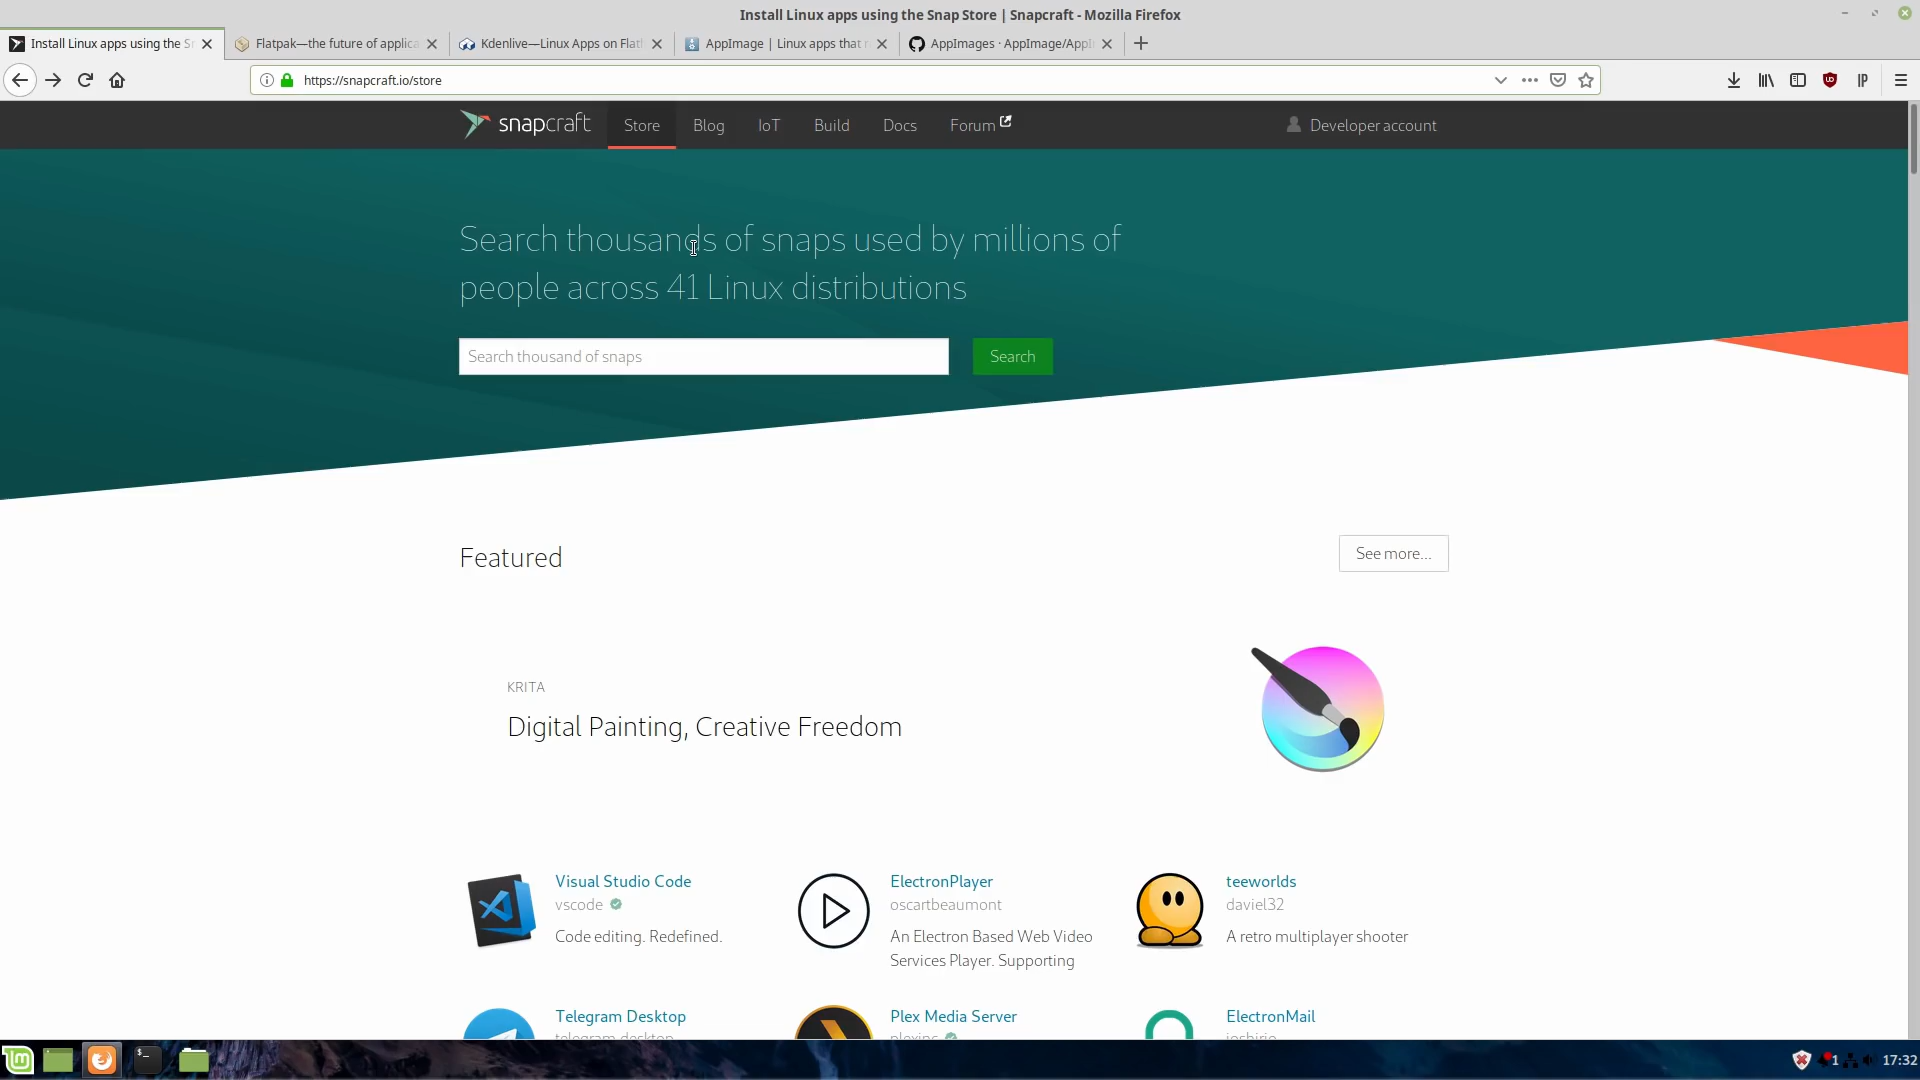 Install Linux apps using the Snap Store | Snapcraft - Mozilla Firefox
Install Linux apps using the S
Flatpak—the future of applica
Kdenlive—Linux Apps on Flat
AppImage | Linux apps that r
AppImages · AppImage/AppI
https://snapcraft.io/store
snapcraft
Store
Blog
IoT
Build
Docs
Forum
Developer account
Search thousands of snaps used by millions of
people across 41 Linux distributions
Search thousand of snaps
Search
Featured
See more...
KRITA
Digital Painting, Creative Freedom
Visual Studio Code
vscode
Code editing. Redefined.
ElectronPlayer
oscartbeaumont
An Electron Based Web Video
Services Player. Supporting
teeworlds
daviel32
A retro multiplayer shooter
Telegram Desktop
Plex Media Server
ElectronMail
1
17:32